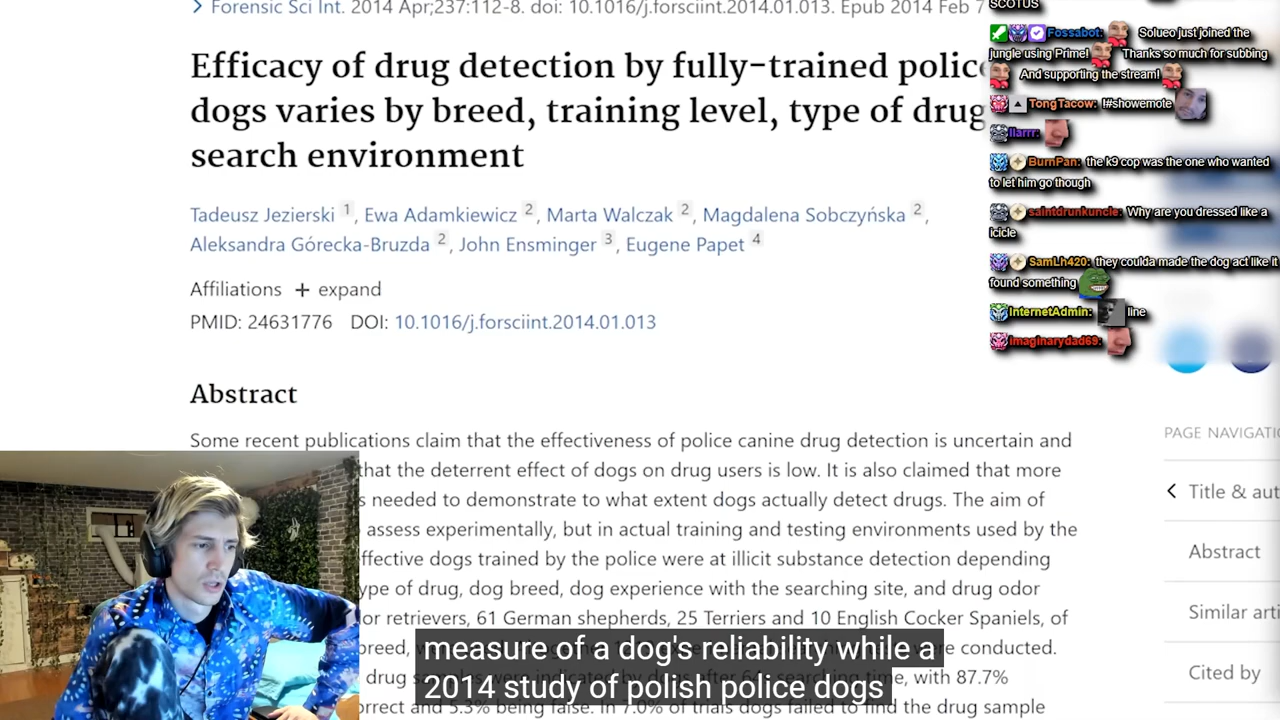 Forensic Sci Int. 2014 Apr;237:112-8. doi: 10.1016/j.forsciint.2014.01.013. Epub 2014 Feb 7
Efficacy of drug detection by fully-trained police
dogs varies by breed, training level, type of drug
search environment
Tadeusz Jezierski 1, Ewa Adamkiewicz 2, Marta Walczak 2, Magdalena Sobczyńska 2,
Aleksandra Górecka-Bruzda 2, John Ensminger 3, Eugene Papet 4
Affiliations + expand
PMID: 24631776 DOI: 10.1016/j.forsciint.2014.01.013
Abstract
Some recent publications claim that the effectiveness of police canine drug detection is uncertain and
that the deterrent effect of dogs on drug users is low. It is also claimed that more
needed to demonstrate to what extent dogs actually detect drugs. The aim of
assess experimentally, but in actual training and testing environments used by the
ffective dogs trained by the police were at illicit substance detection depending
ype of drug, dog breed, dog experience with the searching site, and drug odor
or retrievers, 61 German shepherds, 25 Terriers and 10 English Cocker Spaniels, of
breed, conducted.
drug time, with 87.7%
orrect and 5.3% being false. In 7.0% of trials dogs failed to find the drug sample
measure of a dog's reliability while a
2014 study of polish police dogs
SCOTUS
Fossabot: Solueo just joined the
jungle using Prime! Thanks so much for subbing
And supporting the stream!
TongTacow: !#showemote
llarrr:
BurnPan: the k9 cop was the one who wanted
to let him go though
saintdrunkuncle: Why are you dressed like a
icicle
SamLh420: they coulda made the dog act like it
found something
InternetAdmin: line
imaginarydad69:
PAGE NAVIGATI
Title & aut
Abstract
Similar arti
Cited by